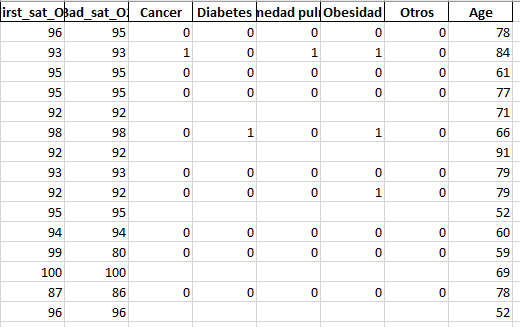 irst_sat_O Bad_sat_O2 Cancer Diabetes nedad pulr Obesidad Otros Age
96 95 0 0 0 0 0 78
93 93 1 0 1 1 0 84
95 95 0 0 0 0 0 61
95 95 0 0 0 0 0 77
92 92 71
98 98 0 1 0 1 0 66
92 92 91
93 93 0 0 0 0 0 79
92 92 0 0 0 1 0 79
95 95 52
94 94 0 0 0 0 0 60
99 80 0 0 0 0 0 59
100 100 69
87 86 0 0 0 0 0 78
96 96 52